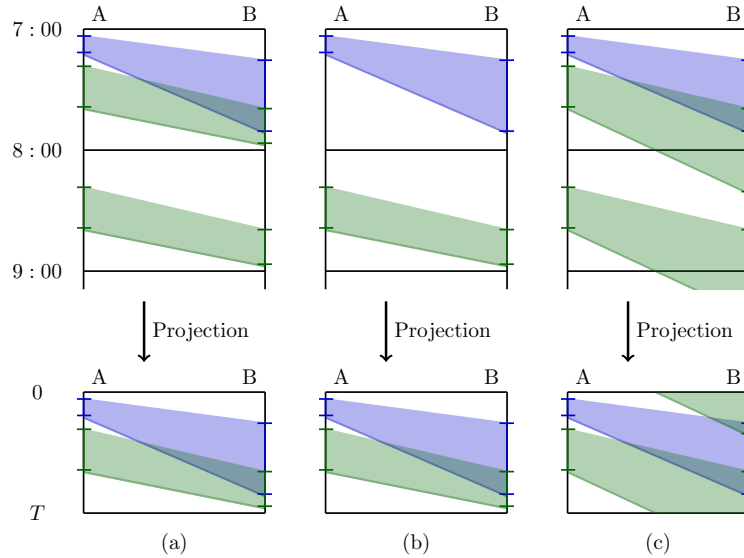 A B A B A B
7 : 00
8 : 00
9 : 00
Projection Projection Projection
A B A B A B
0
T
(a) (b) (c)